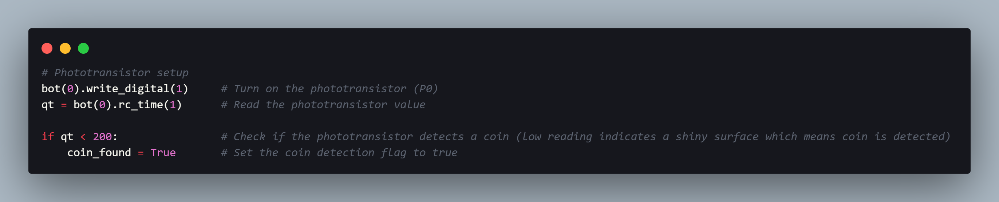 # Phototransistor setup
bot(0).write_digital(1)     # Turn on the phototransistor (P0)
qt = bot(0).rc_time(1)      # Read the phototransistor value
if qt < 200:                # Check if the phototransistor detects a coin (low reading indicates a shiny surface which means coin is detected)
    coin_found = True       # Set the coin detection flag to true